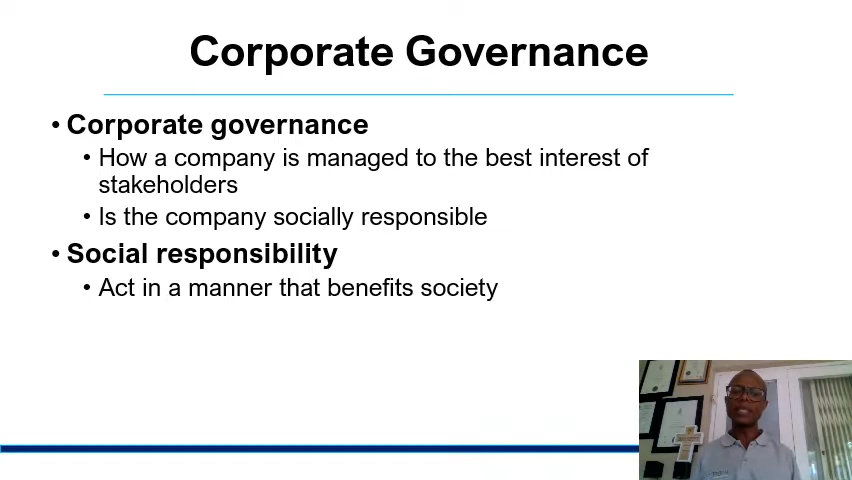 Corporate Governance
• Corporate governance
• How a company is managed to the best interest of
stakeholders
• Is the company socially responsible
• Social responsibility
• Act in a manner that benefits society